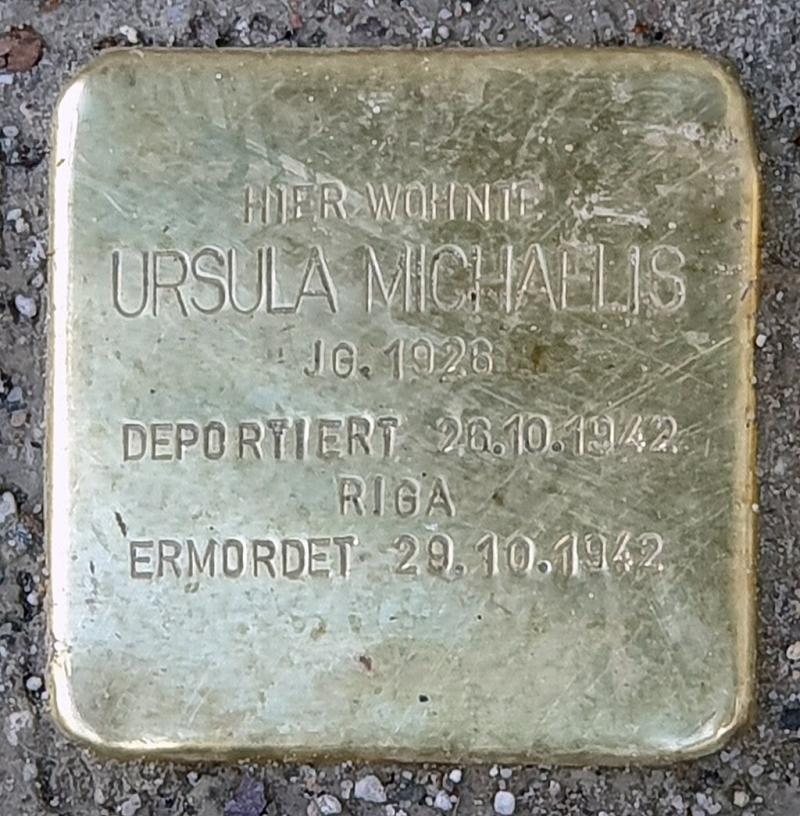 HIER WOHNTE
URSULA MICHAELIS
JG. 1926
DEPORTIERT 26.10.1942
RIGA
ERMORDET 29.10.1942